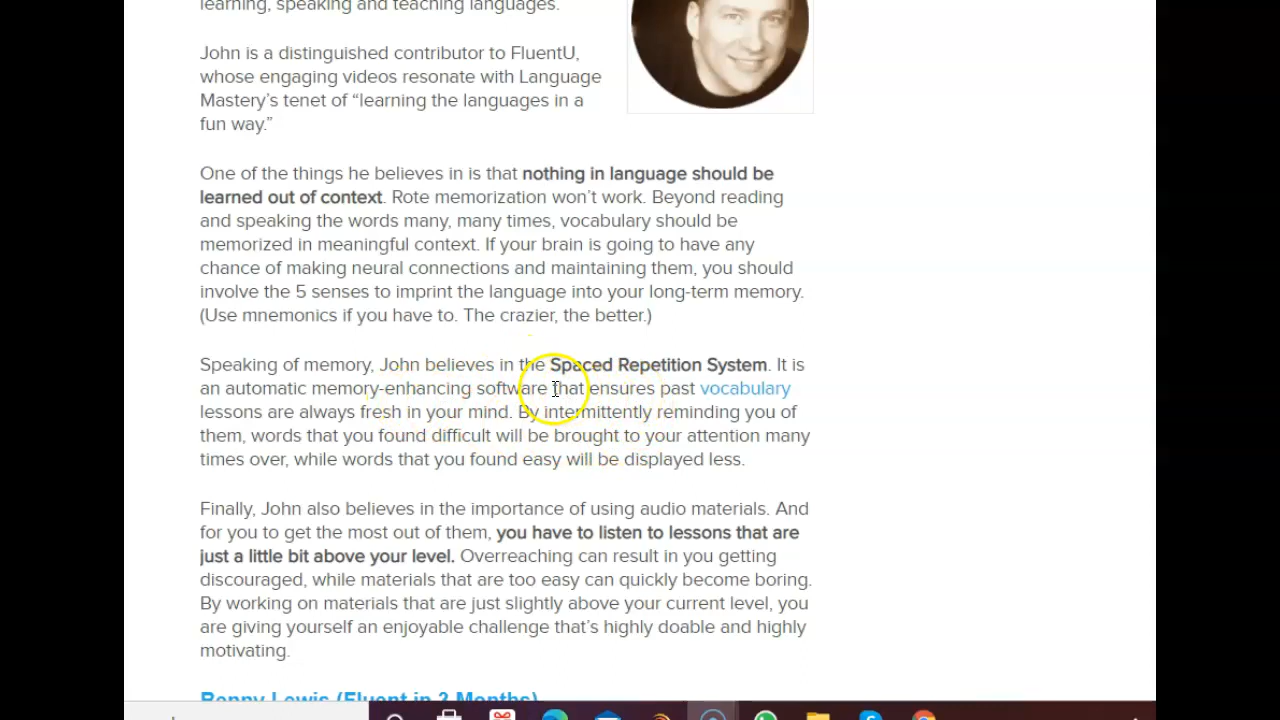 learning, speaking and teaching languages.
John is a distinguished contributor to FluentU,
whose engaging videos resonate with Language
Mastery’s tenet of “learning the languages in a
fun way.”
One of the things he believes in is that nothing in language should be
learned out of context. Rote memorization won’t work. Beyond reading
and speaking the words many, many times, vocabulary should be
memorized in meaningful context. If your brain is going to have any
chance of making neural connections and maintaining them, you should
involve the 5 senses to imprint the language into your long-term memory.
(Use mnemonics if you have to. The crazier, the better.)
Speaking of memory, John believes in the Spaced Repetition System. It is
an automatic memory-enhancing software that ensures past vocabulary
lessons are always fresh in your mind. By intermittently reminding you of
them, words that you found difficult will be brought to your attention many
times over, while words that you found easy will be displayed less.
Finally, John also believes in the importance of using audio materials. And
for you to get the most out of them, you have to listen to lessons that are
just a little bit above your level. Overreaching can result in you getting
discouraged, while materials that are too easy can quickly become boring.
By working on materials that are just slightly above your current level, you
are giving yourself an enjoyable challenge that’s highly doable and highly
motivating.
Benny Lewis (Fluent in 3 Months)